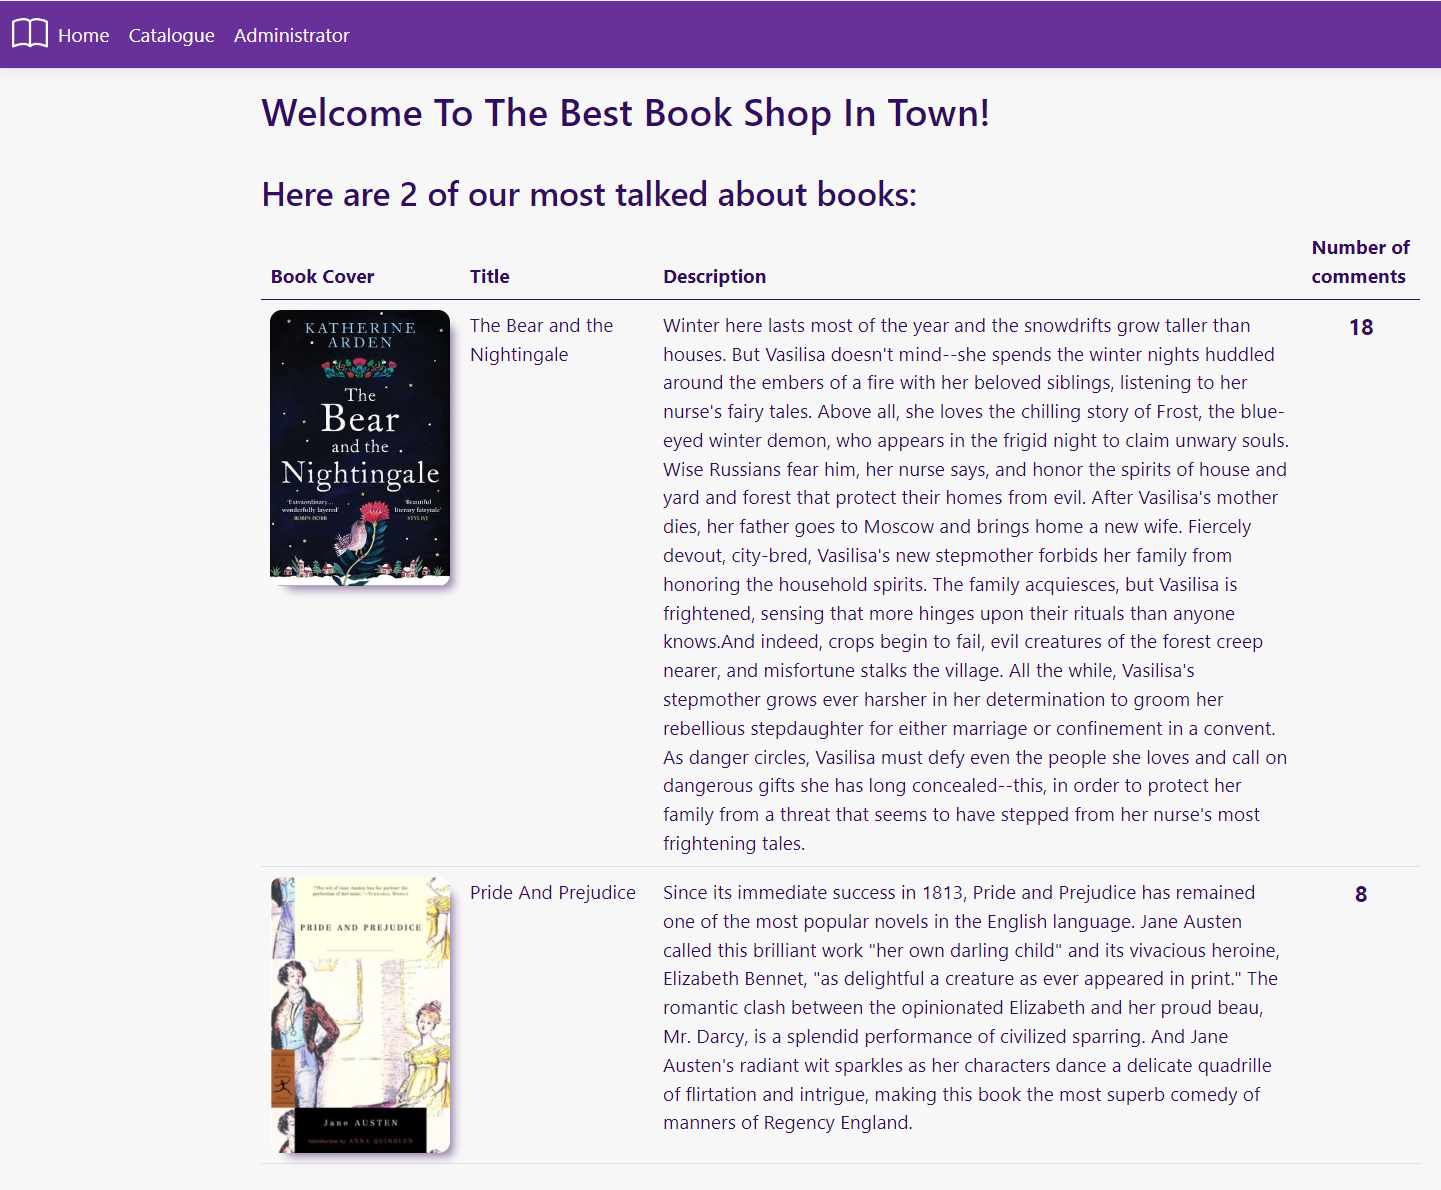 Home Catalogue Administrator
Welcome To The Best Book Shop In Town!
Here are 2 of our most talked about books:
Book Cover Title Description Number of comments
KATHERINE
ARDEN
The
Bear
and the
Nightingale
'Extraordinary...
wonderfully layered'
ROBIN HOBB
'Beautiful
literary fairytale'
STYLIST
The Bear and the
Nightingale
Winter here lasts most of the year and the snowdrifts grow taller than
houses. But Vasilisa doesn't mind--she spends the winter nights huddled
around the embers of a fire with her beloved siblings, listening to her
nurse's fairy tales. Above all, she loves the chilling story of Frost, the blue-
eyed winter demon, who appears in the frigid night to claim unwary souls.
Wise Russians fear him, her nurse says, and honor the spirits of house and
yard and forest that protect their homes from evil. After Vasilisa's mother
dies, her father goes to Moscow and brings home a new wife. Fiercely
devout, city-bred, Vasilisa's new stepmother forbids her family from
honoring the household spirits. The family acquiesces, but Vasilisa is
frightened, sensing that more hinges upon their rituals than anyone
knows.And indeed, crops begin to fail, evil creatures of the forest creep
nearer, and misfortune stalks the village. All the while, Vasilisa's
stepmother grows ever harsher in her determination to groom her
rebellious stepdaughter for either marriage or confinement in a convent.
As danger circles, Vasilisa must defy even the people she loves and call on
dangerous gifts she has long concealed--this, in order to protect her
family from a threat that seems to have stepped from her nurse's most
frightening tales.
18
PRIDE AND PREJUDICE
Jane AUSTEN
Introduction by ANNA QUINDLEN
Pride And Prejudice
Since its immediate success in 1813, Pride and Prejudice has remained
one of the most popular novels in the English language. Jane Austen
called this brilliant work "her own darling child" and its vivacious heroine,
Elizabeth Bennet, "as delightful a creature as ever appeared in print." The
romantic clash between the opinionated Elizabeth and her proud beau,
Mr. Darcy, is a splendid performance of civilized sparring. And Jane
Austen's radiant wit sparkles as her characters dance a delicate quadrille
of flirtation and intrigue, making this book the most superb comedy of
manners of Regency England.
8